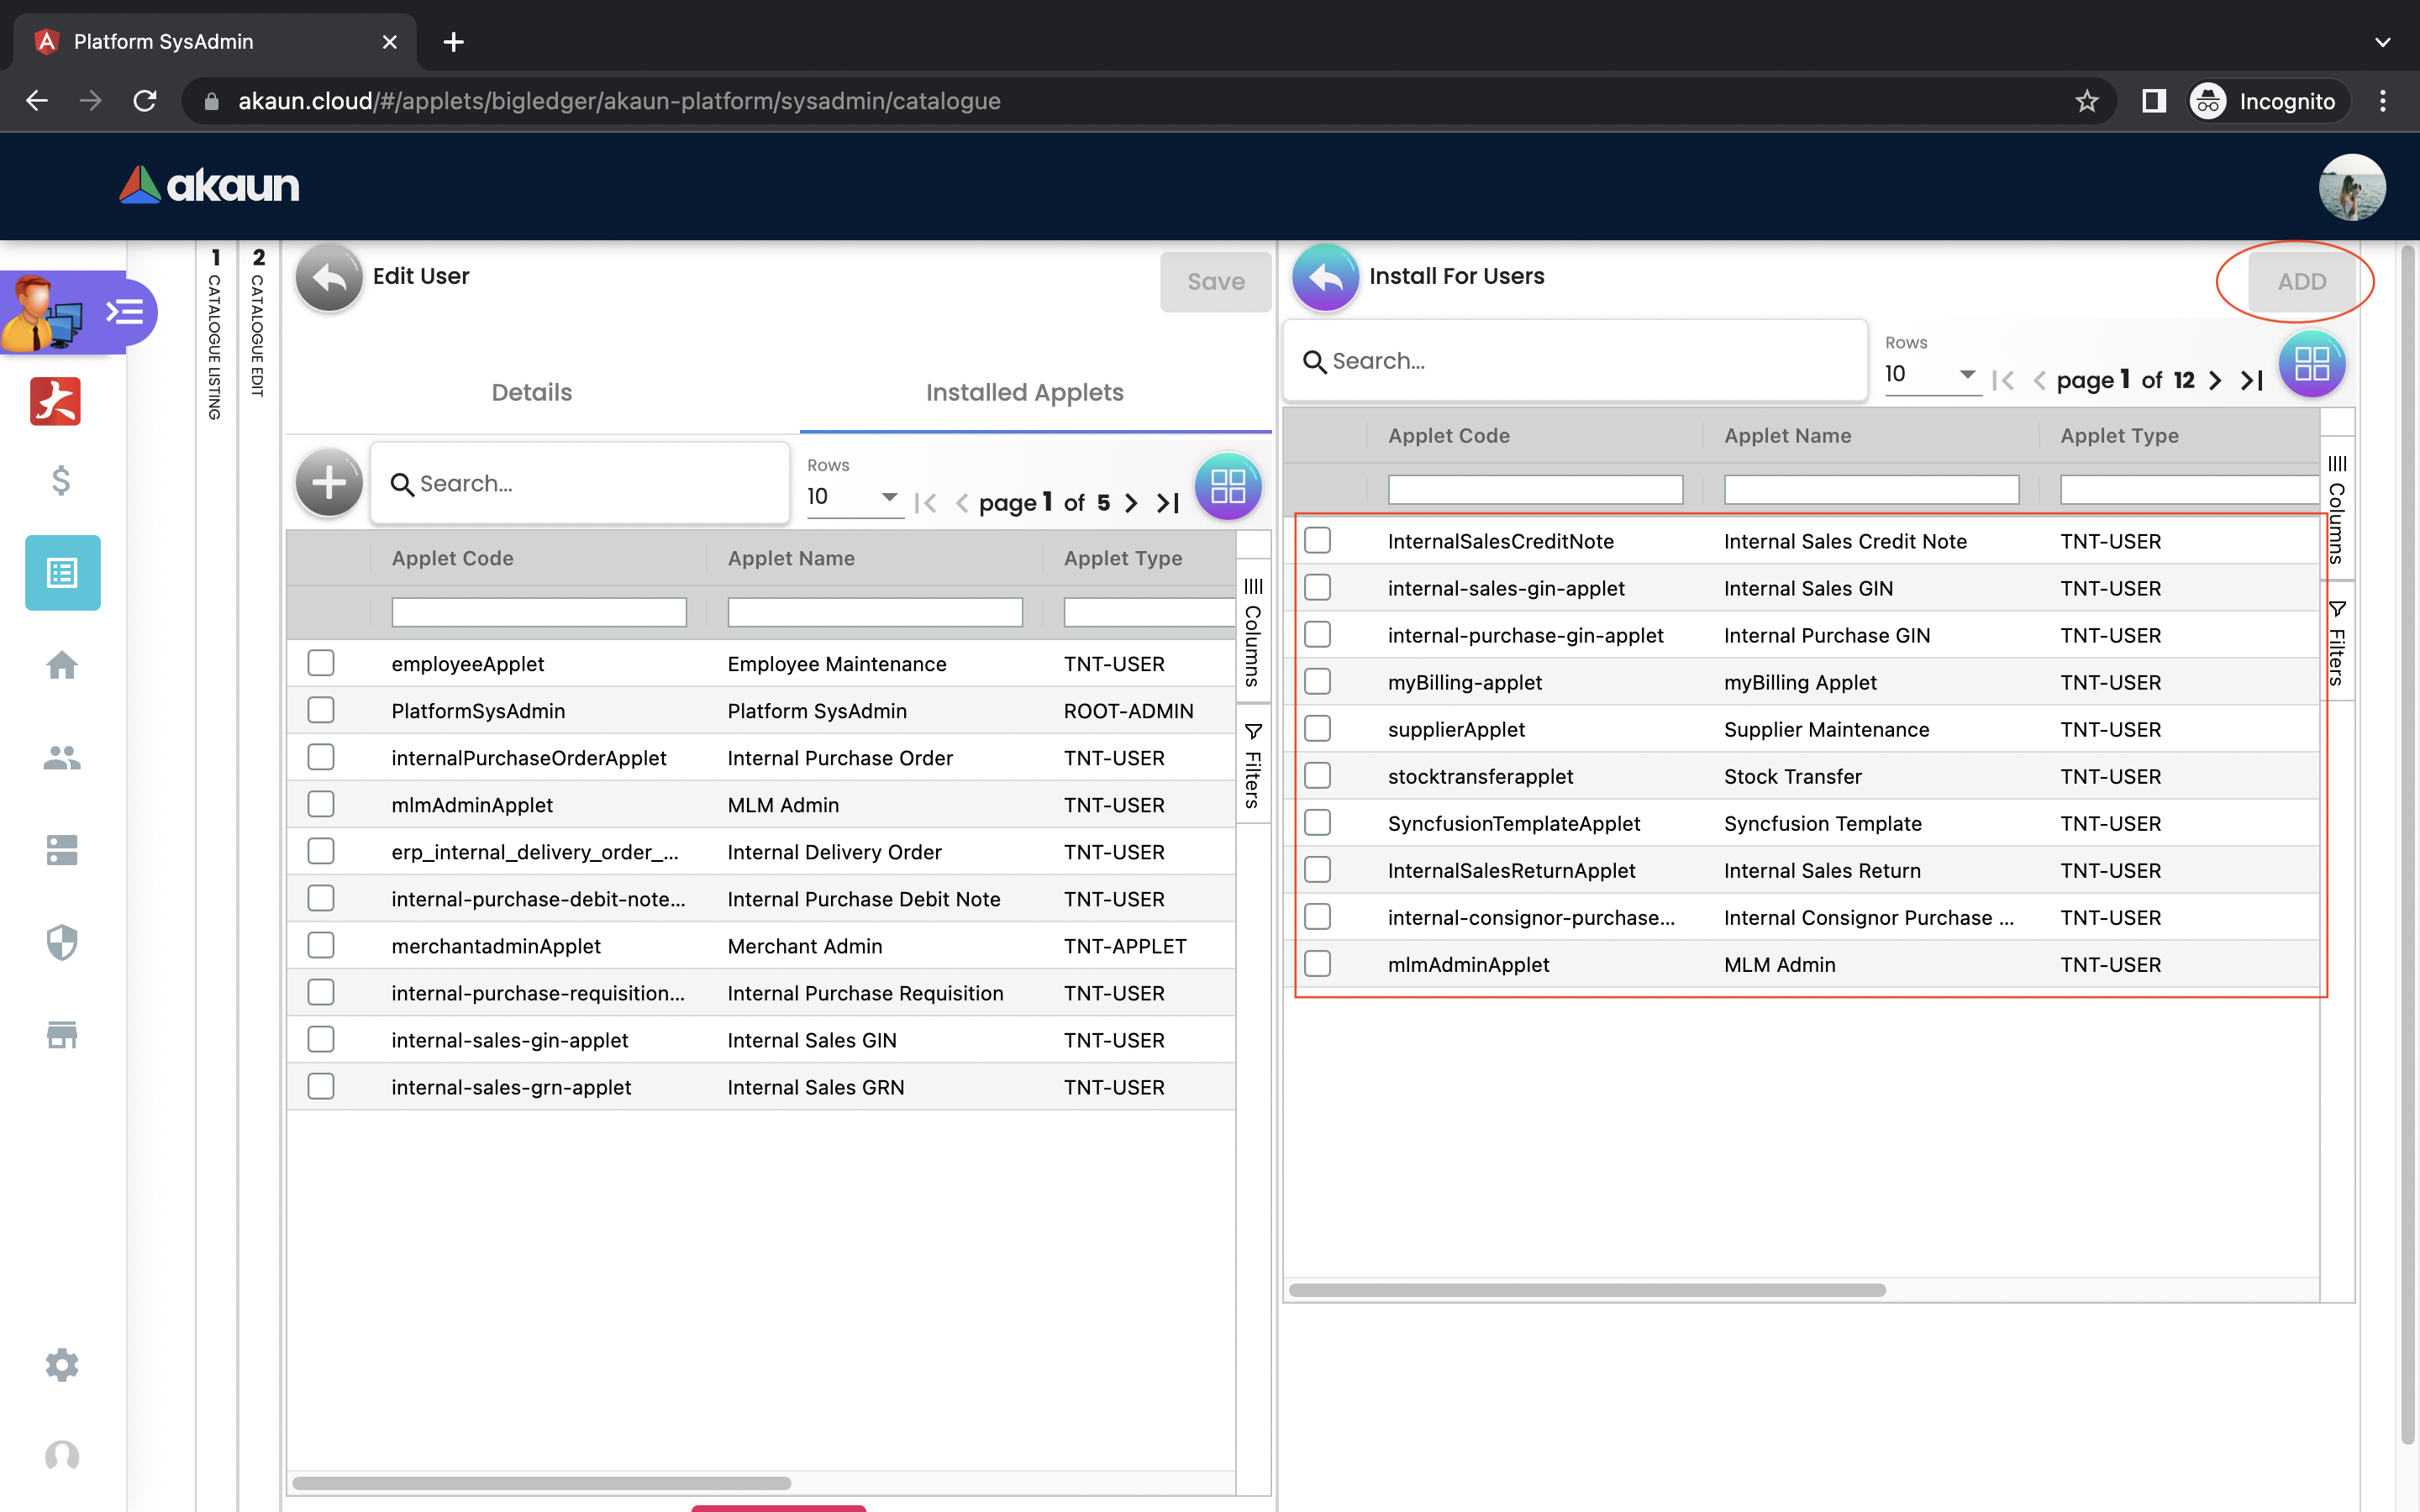 Platform SysAdmin
akaun.cloud/#/applets/bigledger/akaun-platform/sysadmin/catalogue
Incognito
akaun
1 CATALOGUE LISTING
2 CATALOGUE EDIT
Edit User
Save
Details
Installed Applets
Search...
Rows
10
page 1 of 5
Applet Code Applet Name Applet Type
employeeApplet Employee Maintenance TNT-USER
PlatformSysAdmin Platform SysAdmin ROOT-ADMIN
internalPurchaseOrderApplet Internal Purchase Order TNT-USER
mlmAdminApplet MLM Admin TNT-USER
erp_internal_delivery_order_... Internal Delivery Order TNT-USER
internal-purchase-debit-note... Internal Purchase Debit Note TNT-USER
merchantadminApplet Merchant Admin TNT-APPLET
internal-purchase-requisition... Internal Purchase Requisition TNT-USER
internal-sales-gin-applet Internal Sales GIN TNT-USER
internal-sales-grn-applet Internal Sales GRN TNT-USER
Columns
Filters
Install For Users
ADD
Search...
Rows
10
page 1 of 12
Applet Code Applet Name Applet Type
InternalSalesCreditNote Internal Sales Credit Note TNT-USER
internal-sales-gin-applet Internal Sales GIN TNT-USER
internal-purchase-gin-applet Internal Purchase GIN TNT-USER
myBilling-applet myBilling Applet TNT-USER
supplierApplet Supplier Maintenance TNT-USER
stocktransferapplet Stock Transfer TNT-USER
SyncfusionTemplateApplet Syncfusion Template TNT-USER
InternalSalesReturnApplet Internal Sales Return TNT-USER
internal-consignor-purchase... Internal Consignor Purchase ... TNT-USER
mlmAdminApplet MLM Admin TNT-USER
Columns
Filters